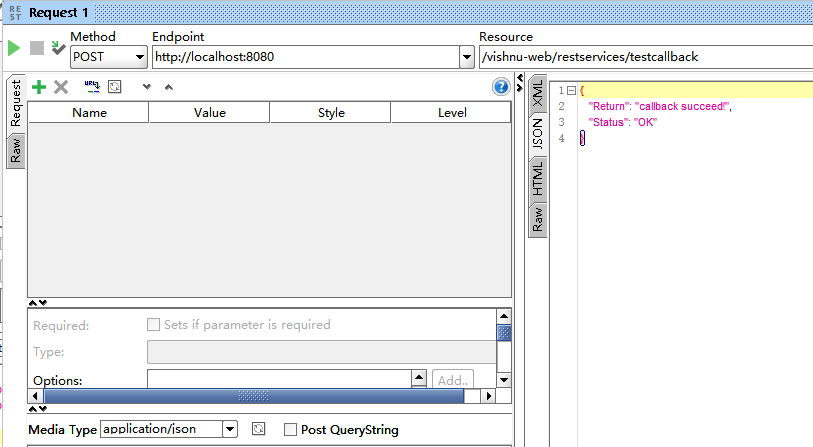 RE ST Request 1
Method Endpoint Resource
POST http://localhost:8080 /vishnu-web/restservices/testcallback
Request
Raw
Name Value Style Level
Required: Sets if parameter is required
Type:
Options: Add..
Media Type application/json Post QueryString
XML
JSON
HTML
Raw
1 {
2 "Return": "callback succeed!",
3 "Status": "OK"
4 }